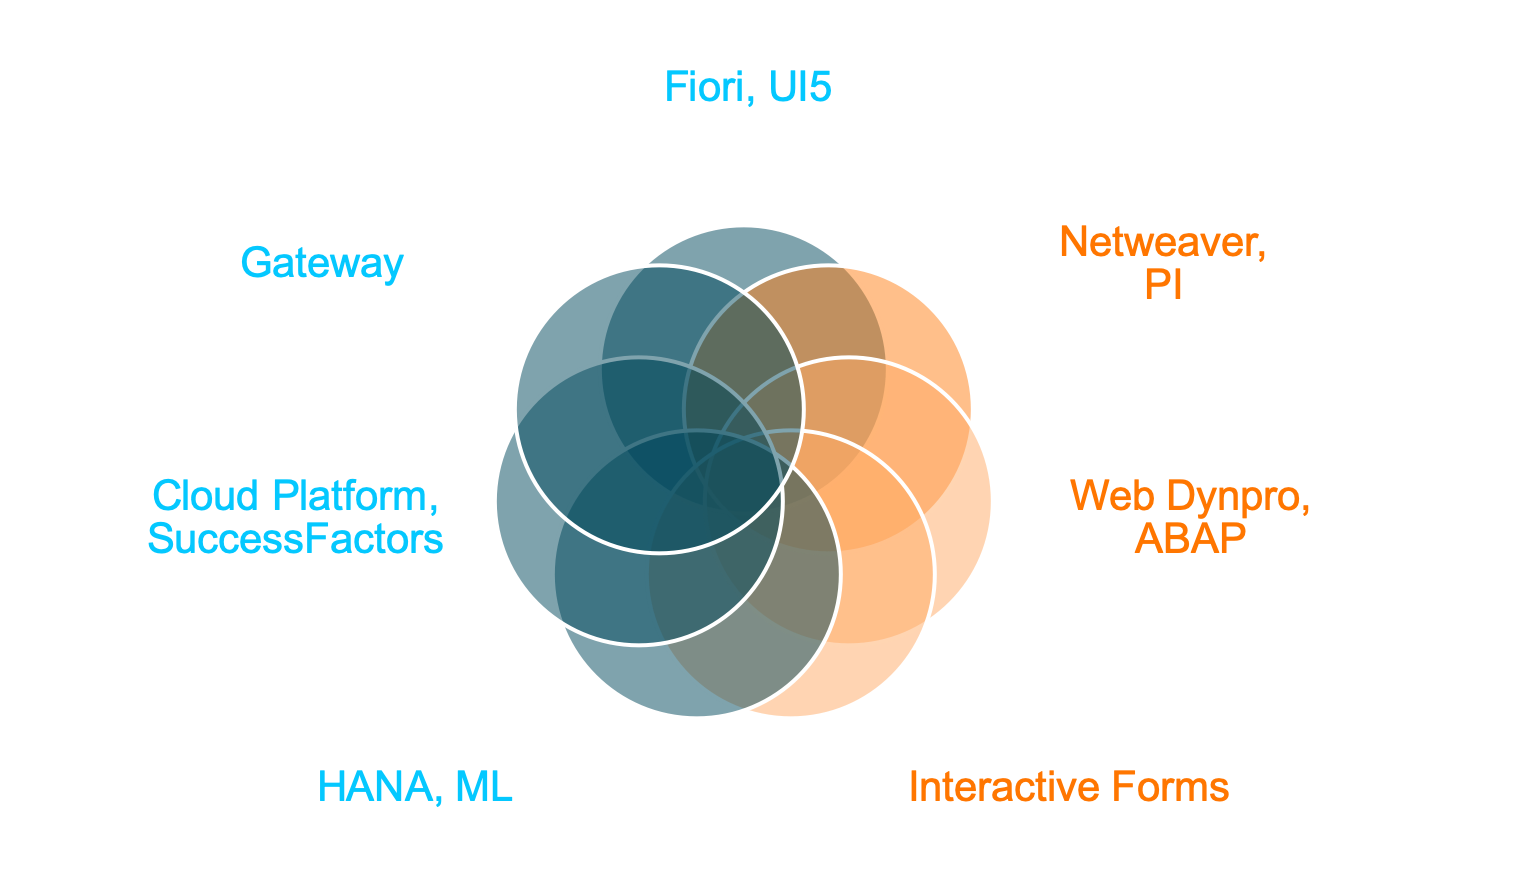 Fiori, UI5
Gateway
Netweaver,
PI
Cloud Platform,
SuccessFactors
Web Dynpro,
ABAP
HANA, ML
Interactive Forms